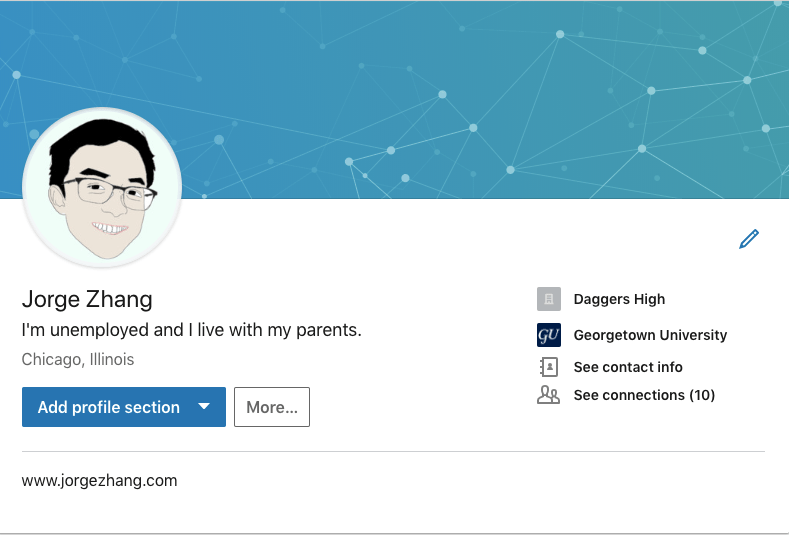 Jorge Zhang
I'm unemployed and I live with my parents.
Chicago, Illinois
Add profile section
More...
Daggers High
GU
Georgetown University
See contact info
See connections (10)
www.jorgezhang.com